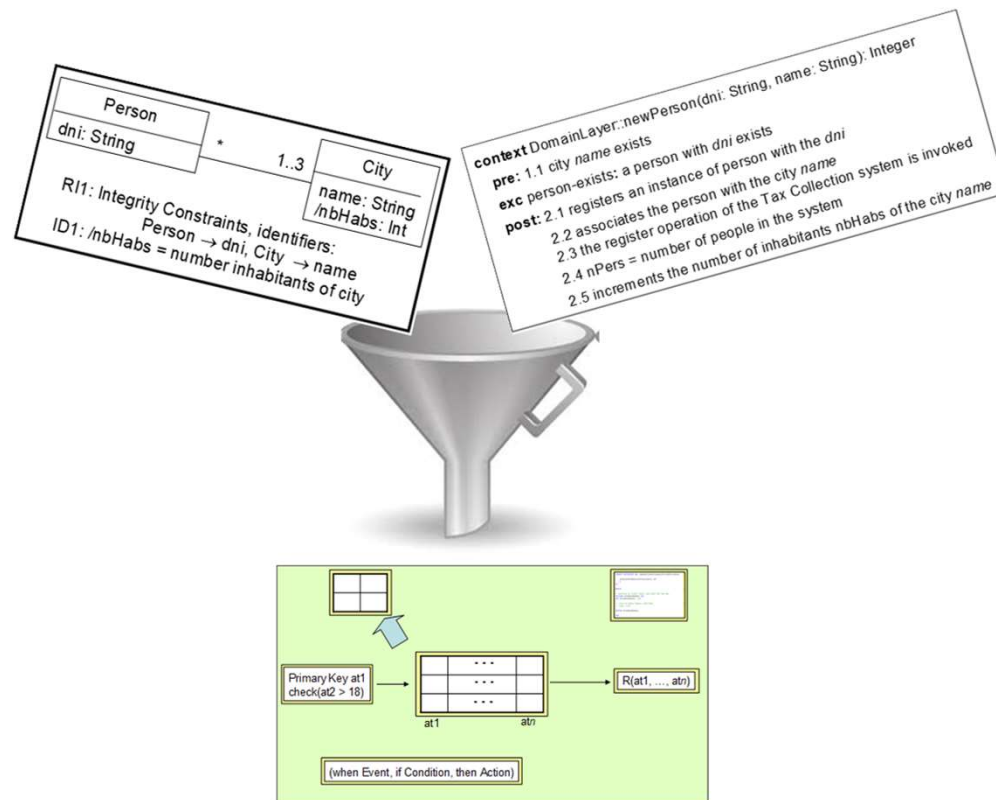 Person
dni: String
*
1..3
City
name: String
/nbHabs: Int
RI1: Integrity Constraints, identifiers:
Person → dni, City → name
ID1: /nbHabs = number inhabitants of city
context DomainLayer::newPerson(dni: String, name: String): Integer
pre: 1.1 city name exists
exc person-exists: a person with dni exists
post: 2.1 registers an instance of person with the dni
2.2 associates the person with the city name
2.3 the register operation of the Tax Collection system is invoked
2.4 nPers = number of people in the system
2.5 increments the number of inhabitants nbHabs of the city name
Primary Key at1
check(at2 > 18)
...
...
...
at1
atn
R(at1, ..., atn)
(when Event, if Condition, then Action)